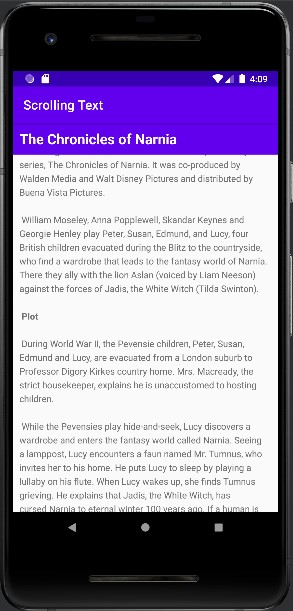 4:09
Scrolling Text
The Chronicles of Narnia
series, The Chronicles of Narnia. It was co-produced by
Walden Media and Walt Disney Pictures and distributed by
Buena Vista Pictures.
William Moseley, Anna Popplewell, Skandar Keynes and
Georgie Henley play Peter, Susan, Edmund, and Lucy, four
British children evacuated during the Blitz to the countryside,
who find a wardrobe that leads to the fantasy world of Narnia.
There they ally with the lion Aslan (voiced by Liam Neeson)
against the forces of Jadis, the White Witch (Tilda Swinton).
Plot
During World War II, the Pevensie children, Peter, Susan,
Edmund and Lucy, are evacuated from a London suburb to
Professor Digory Kirkes country home. Mrs. Macready, the
strict housekeeper, explains he is unaccustomed to hosting
children.
While the Pevensies play hide-and-seek, Lucy discovers a
wardrobe and enters the fantasy world called Narnia. Seeing
a lamppost, Lucy encounters a faun named Mr. Tumnus, who
invites her to his home. He puts Lucy to sleep by playing a
lullaby on his flute. When Lucy wakes up, she finds Tumnus
grieving. He explains that Jadis, the White Witch, has
cursed Narnia to eternal winter 100 years ago. If a human is